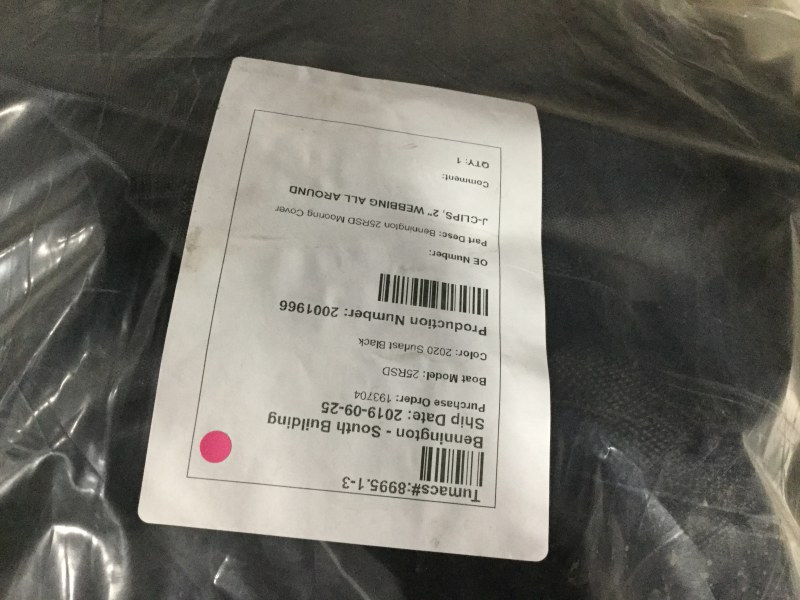 Tumacs#:8995.1-3
Bennington - South Building
Ship Date: 2019-09-25
Purchase Order: 193704
Boat Model: 25RSD
Color: 2020 Surlast Black
Production Number: 2001966
OE Number:
Part Desc: Bennington 25RSD Mooring Cover
J-CLIPS, 2" WEBBING ALL AROUND
Comment:
QTY: 1